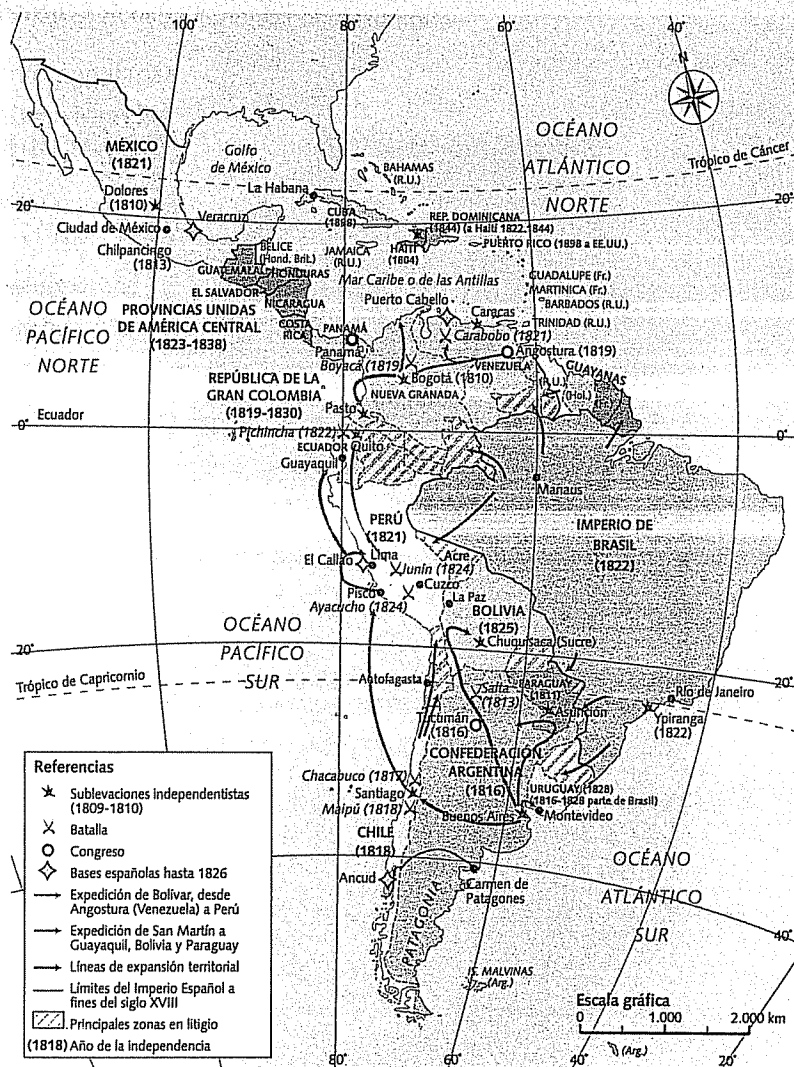 100°
80°
60°
40°
N
OCÉANO
ATLÁNTICO
NORTE
Trópico de Cáncer
MÉXICO
(1821)
Golfo
de México
BAHAMAS
(R.U.)
Dolores
(1810)
La Habana
20°
Ciudad de México
Veracruz
CUBA
(1898)
REP. DOMINICANA
(1844) (a Haití 1822.1844)
Chilpancingo
(1813)
BELICE
(Hond. Brit.)
JAMAICA
(R.U.)
HAITÍ
(1804)
PUERTO RICO (1898 a EE.UU.)
GUATEMALA
HONDURAS
Mar Caribe o de las Antillas
GUADALUPE (Fr.)
MARTINICA (Fr.)
BARBADOS (R.U.)
EL SALVADOR
NICARAGUA
Puerto Cabello
Caracas
TRINIDAD (R.U.)
OCÉANO
PACÍFICO
NORTE
PROVINCIAS UNIDAS
DE AMÉRICA CENTRAL
(1823-1838)
COSTA
RICA
PANAMÁ
Panamá
Carabobo (1821)
Boyacá
(1819)
Angostura (1819)
VENEZUELA
GUAYANAS
(R.U.)
(Hol.)
REPÚBLICA DE LA
GRAN COLOMBIA
(1819-1830)
Bogotá (1810)
NUEVA GRANADA
Ecuador
Pasto
0°
Pichincha (1822)
0°
ECUADOR
Quito
Guayaquil
Manaus
PERÚ
(1821)
IMPERIO DE
BRASIL
(1822)
El Callao
Lima
Acre
Junín (1824)
Cuzco
Pisco
Ayacucho (1824)
La Paz
BOLIVIA
(1825)
Chuquisaca (Sucre)
OCÉANO
PACÍFICO
SUR
20°
Trópico de Capricornio
Antofagasta
Salta
(1813)
PARAGUAY
(1811)
Asunción
Río de Janeiro
20°
Ypiranga
(1822)
Tucumán
(1816)
CONFEDERACIÓN
ARGENTINA
(1816)
Chacabuco (1817)
Santiago
Maipú (1818)
URUGUAY (1828)
(1816-1828 parte de Brasil)
Buenos Aires
Montevideo
CHILE
(1818)
Ancud
Carmen de
Patagones
OCÉANO
ATLÁNTICO
SUR
PATAGONIA
40°
IS. MALVINAS
(Arg.)
Escala gráfica
0
1.000
2.000 km
(Arg.)
80°
60°
40°
20°
Referencias
Sublevaciones independentistas
(1809-1810)
Batalla
Congreso
Bases españolas hasta 1826
Expedición de Bolívar, desde
Angostura (Venezuela) a Perú
Expedición de San Martín a
Guayaquil, Bolivia y Paraguay
Líneas de expansión territorial
Límites del Imperio Español a
fines del siglo XVIII
Principales zonas en litigio
(1818) Año de la independencia